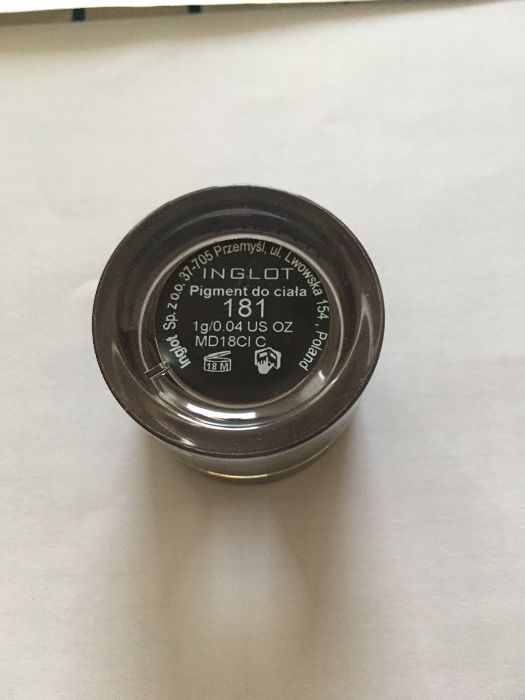 Inglot Sp. z o.o. 37-705 Przemyśl, ul. Lwowska 154, Poland
INGLOT
Pigment do ciała
181
1g/0.04 US OZ
MD18CI C
18 M